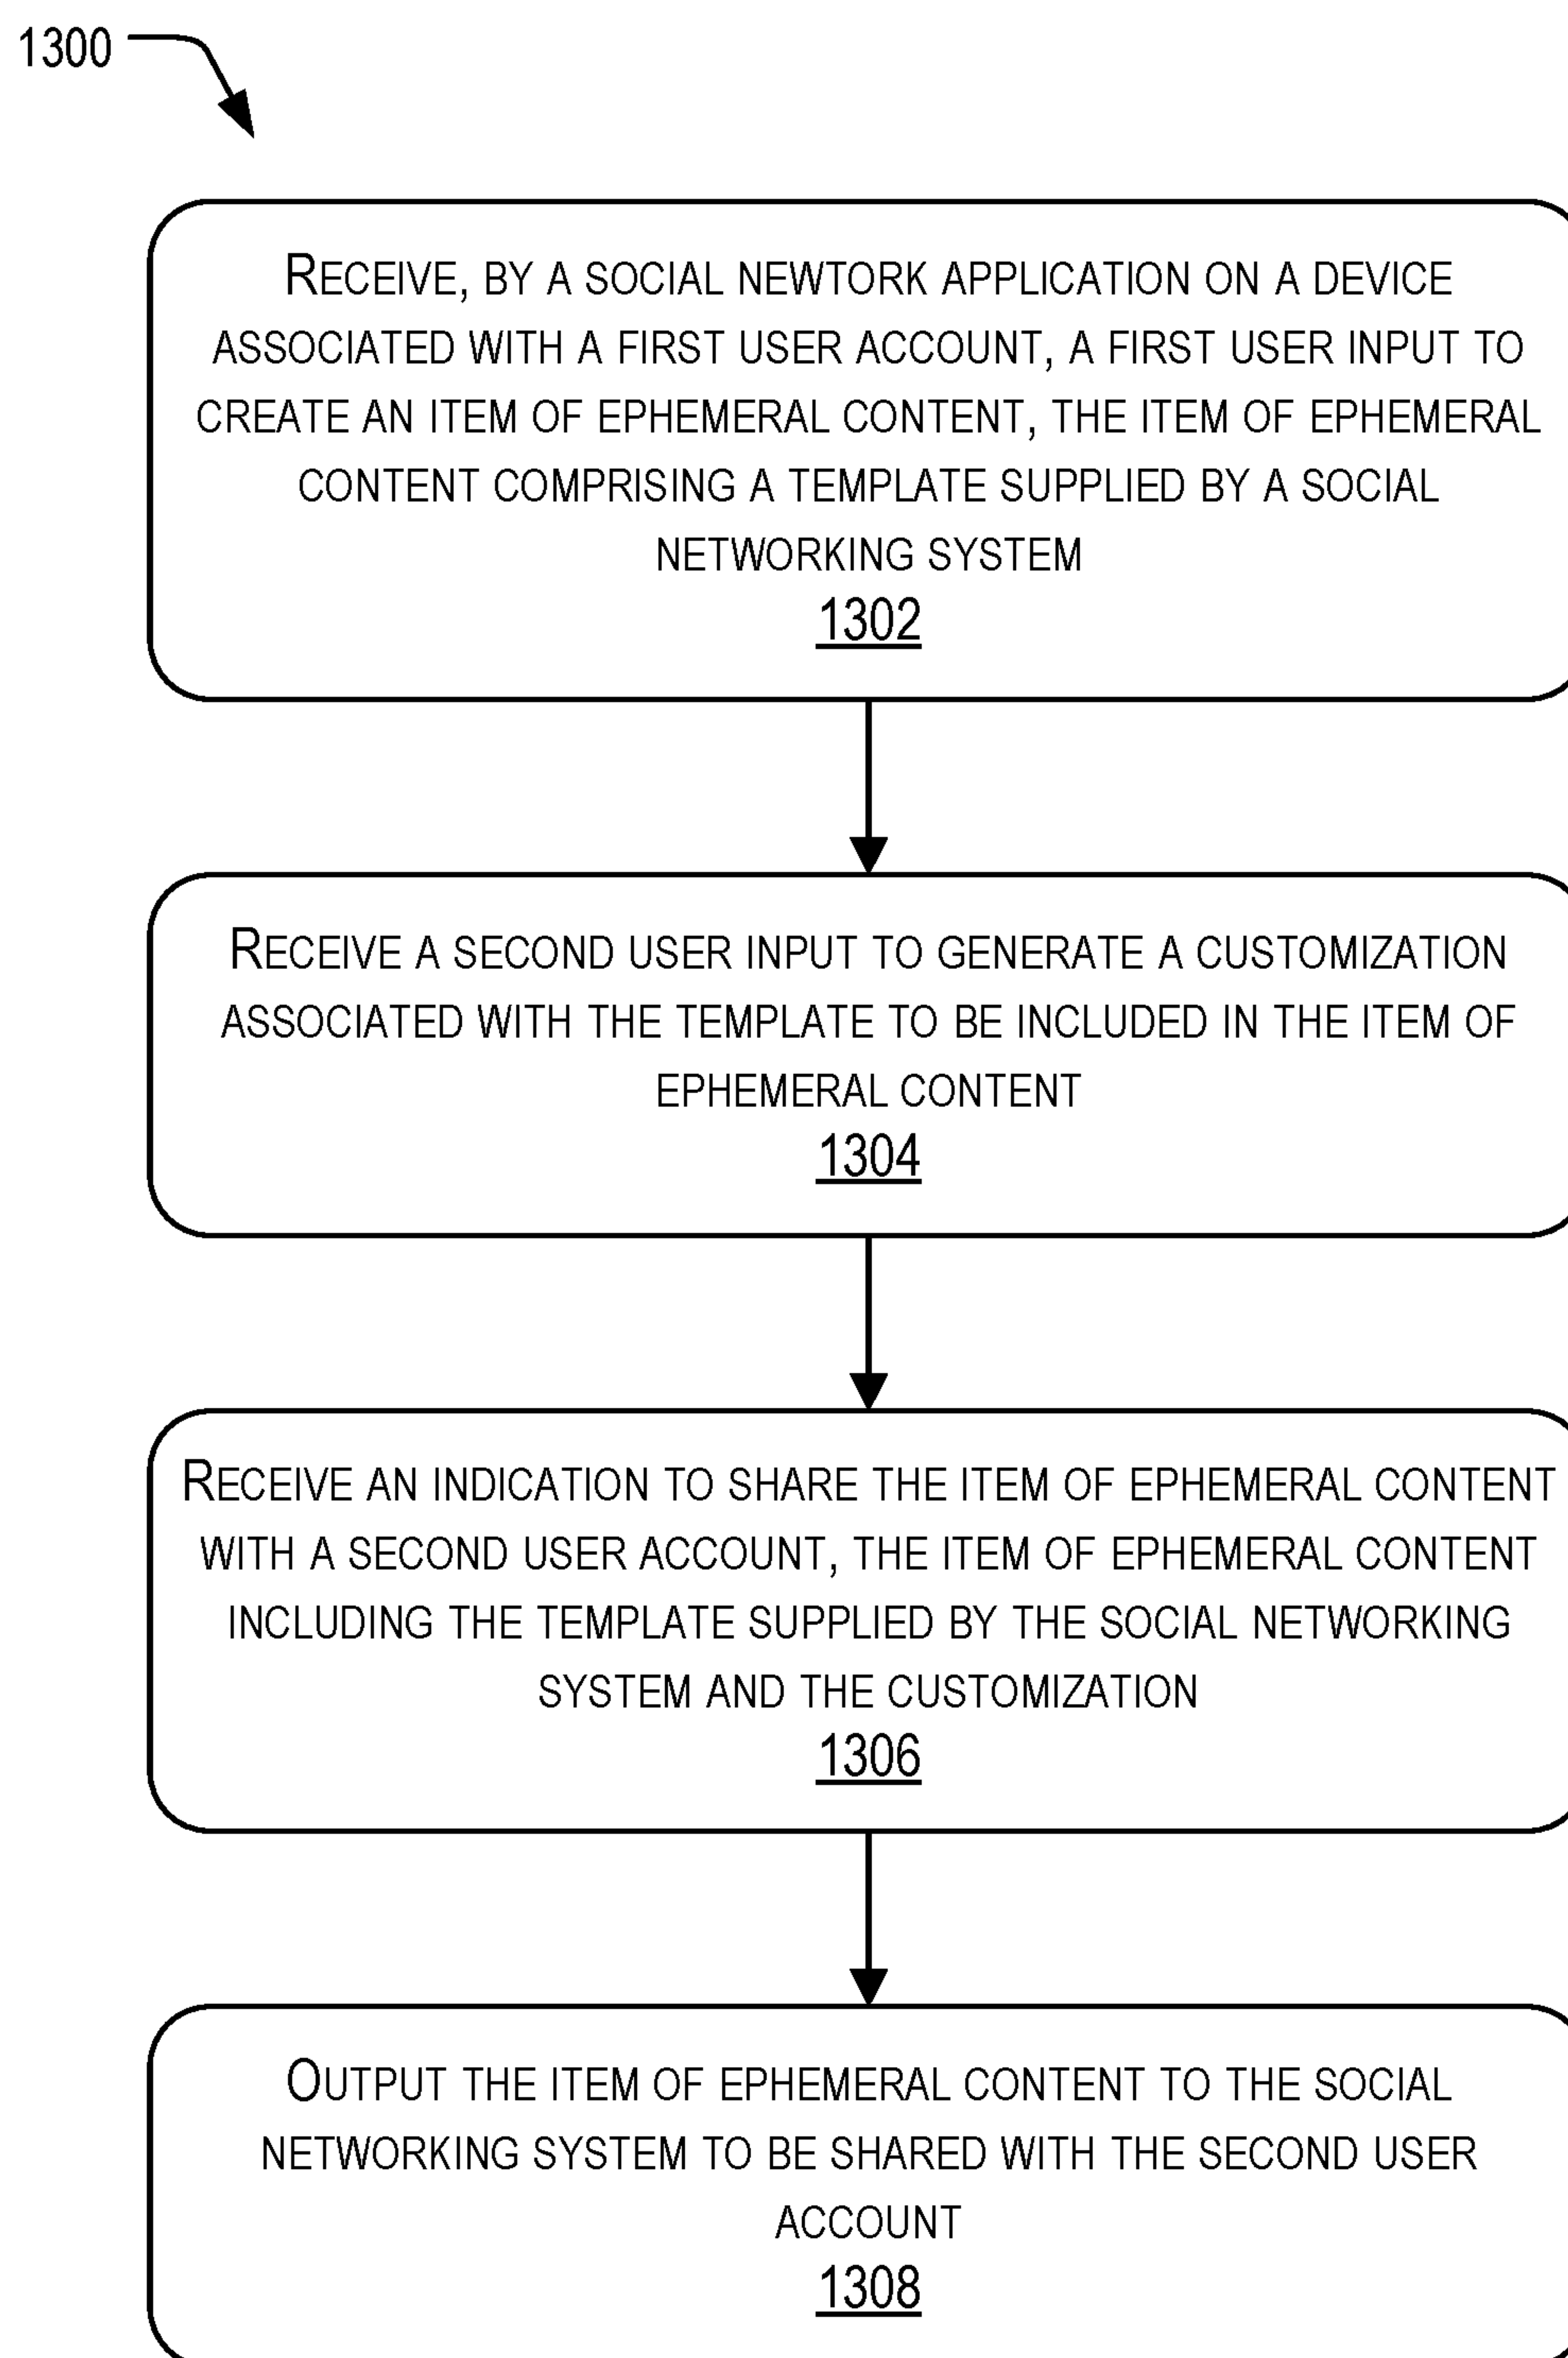 1300
RECEIVE, BY A SOCIAL NEWTORK APPLICATION ON A DEVICE
ASSOCIATED WITH A FIRST USER ACCOUNT, A FIRST USER INPUT TO
CREATE AN ITEM OF EPHEMERAL CONTENT, THE ITEM OF EPHEMERAL
CONTENT COMPRISING A TEMPLATE SUPPLIED BY A SOCIAL
NETWORKING SYSTEM
1302
RECEIVE A SECOND USER INPUT TO GENERATE A CUSTOMIZATION
ASSOCIATED WITH THE TEMPLATE TO BE INCLUDED IN THE ITEM OF
EPHEMERAL CONTENT
1304
RECEIVE AN INDICATION TO SHARE THE ITEM OF EPHEMERAL CONTENT
WITH A SECOND USER ACCOUNT, THE ITEM OF EPHEMERAL CONTENT
INCLUDING THE TEMPLATE SUPPLIED BY THE SOCIAL NETWORKING
SYSTEM AND THE CUSTOMIZATION
1306
OUTPUT THE ITEM OF EPHEMERAL CONTENT TO THE SOCIAL
NETWORKING SYSTEM TO BE SHARED WITH THE SECOND USER
ACCOUNT
1308